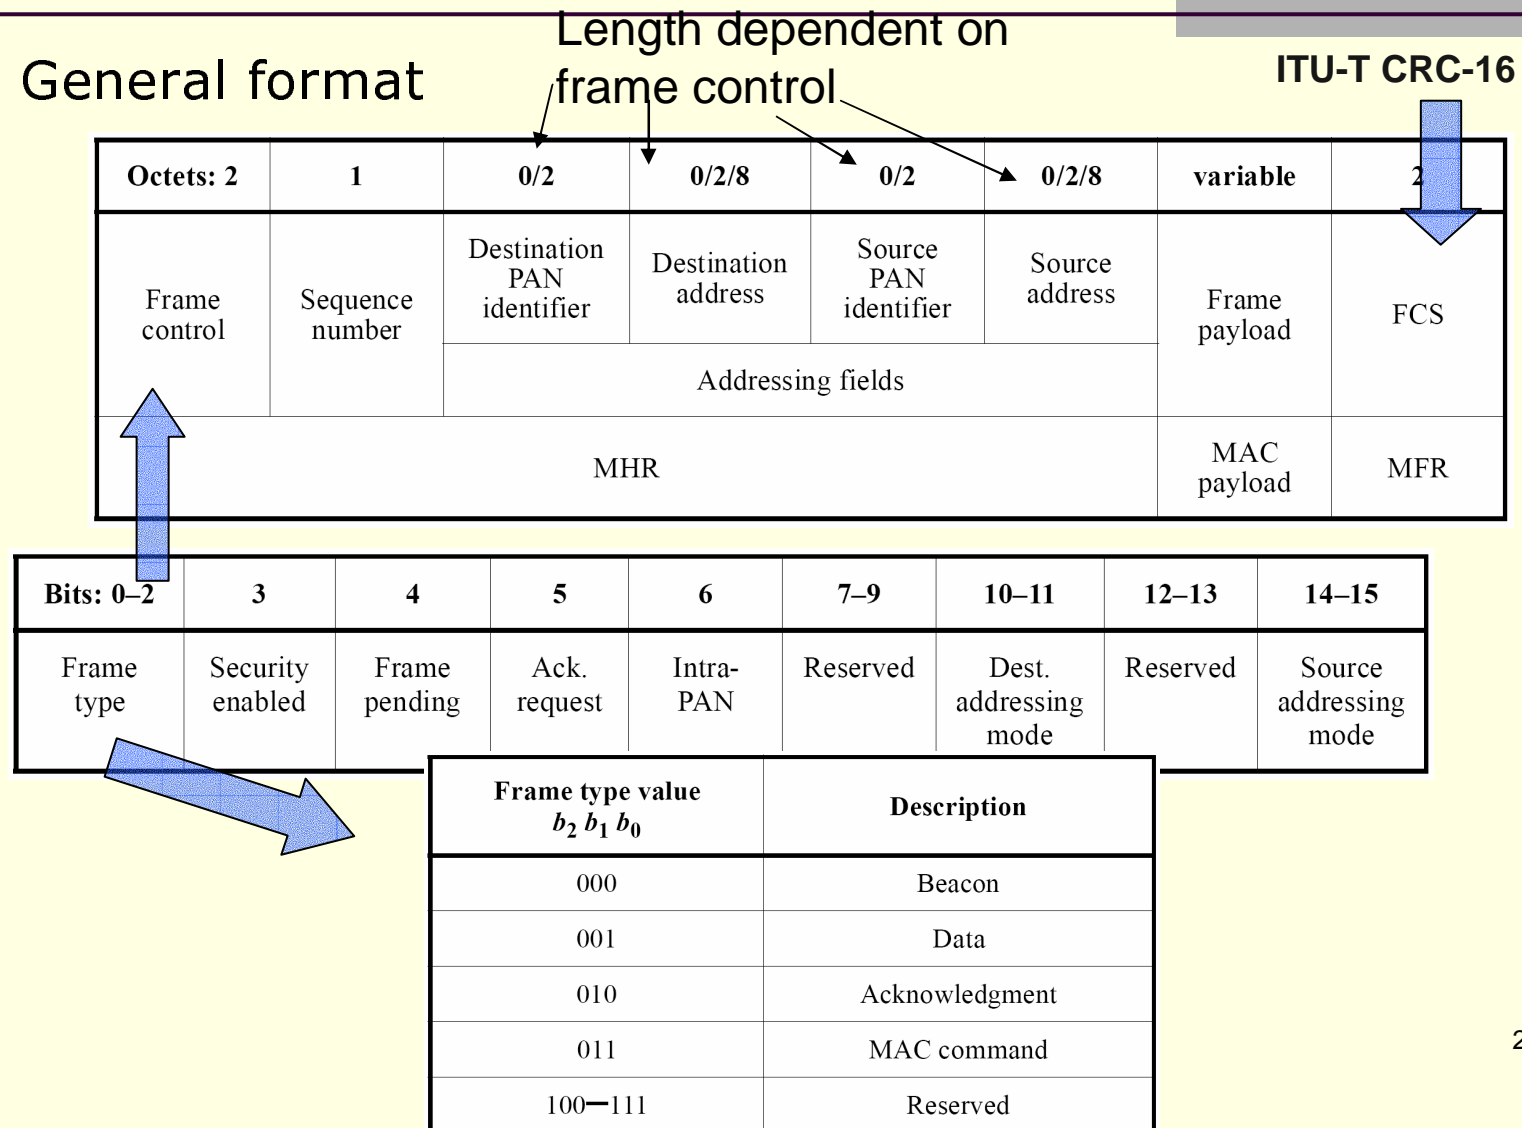 Length dependent on
frame control
General format
ITU-T CRC-16
Octets: 2 1 0/2 0/2/8 0/2 0/2/8 variable 2
Frame control
Sequence number
Destination PAN identifier
Destination address
Source PAN identifier
Source address
Frame payload
FCS
Addressing fields
MHR
MAC payload
MFR
Bits: 0–2 3 4 5 6 7–9 10–11 12–13 14–15
Frame type
Security enabled
Frame pending
Ack. request
Intra-PAN
Reserved
Dest. addressing mode
Reserved
Source addressing mode
Frame type value
b2 b1 b0
Description
000 Beacon
001 Data
010 Acknowledgment
011 MAC command
100–111 Reserved
2